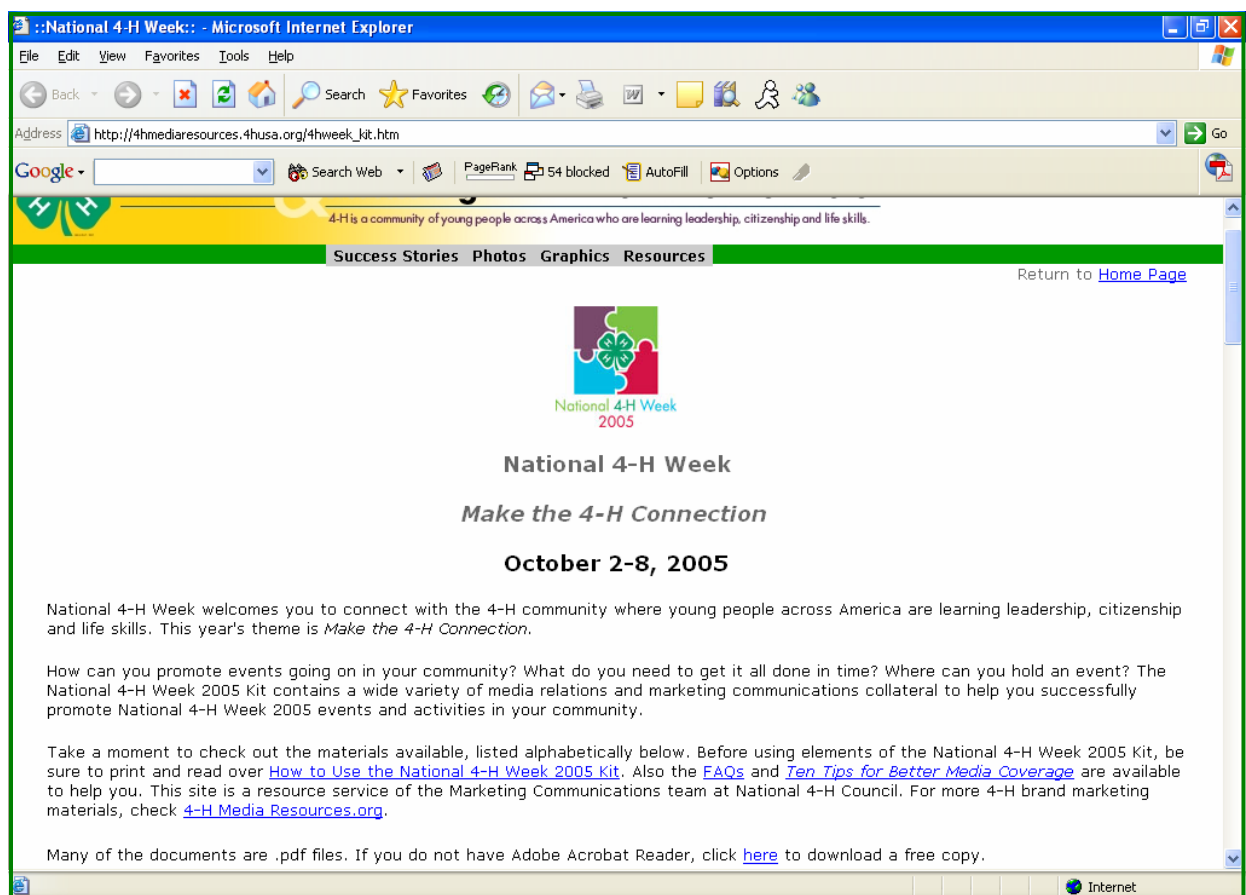 ::National 4-H Week:: - Microsoft Internet Explorer
File Edit View Favorites Tools Help
Back Search Favorites
Address http://4hmediaresources.4husa.org/4hweek_kit.htm Go
Google Search Web PageRank 54 blocked AutoFill Options
4-H is a community of young people across America who are learning leadership, citizenship and life skills.
Success Stories Photos Graphics Resources
Return to Home Page
H H H H
National 4-H Week
2005
National 4-H Week
Make the 4-H Connection
October 2-8, 2005
National 4-H Week welcomes you to connect with the 4-H community where young people across America are learning leadership, citizenship
and life skills. This year's theme is Make the 4-H Connection.
How can you promote events going on in your community? What do you need to get it all done in time? Where can you hold an event? The
National 4-H Week 2005 Kit contains a wide variety of media relations and marketing communications collateral to help you successfully
promote National 4-H Week 2005 events and activities in your community.
Take a moment to check out the materials available, listed alphabetically below. Before using elements of the National 4-H Week 2005 Kit, be
sure to print and read over How to Use the National 4-H Week 2005 Kit. Also the FAQs and Ten Tips for Better Media Coverage are available
to help you. This site is a resource service of the Marketing Communications team at National 4-H Council. For more 4-H brand marketing
materials, check 4-H Media Resources.org.
Many of the documents are .pdf files. If you do not have Adobe Acrobat Reader, click here to download a free copy.
Internet